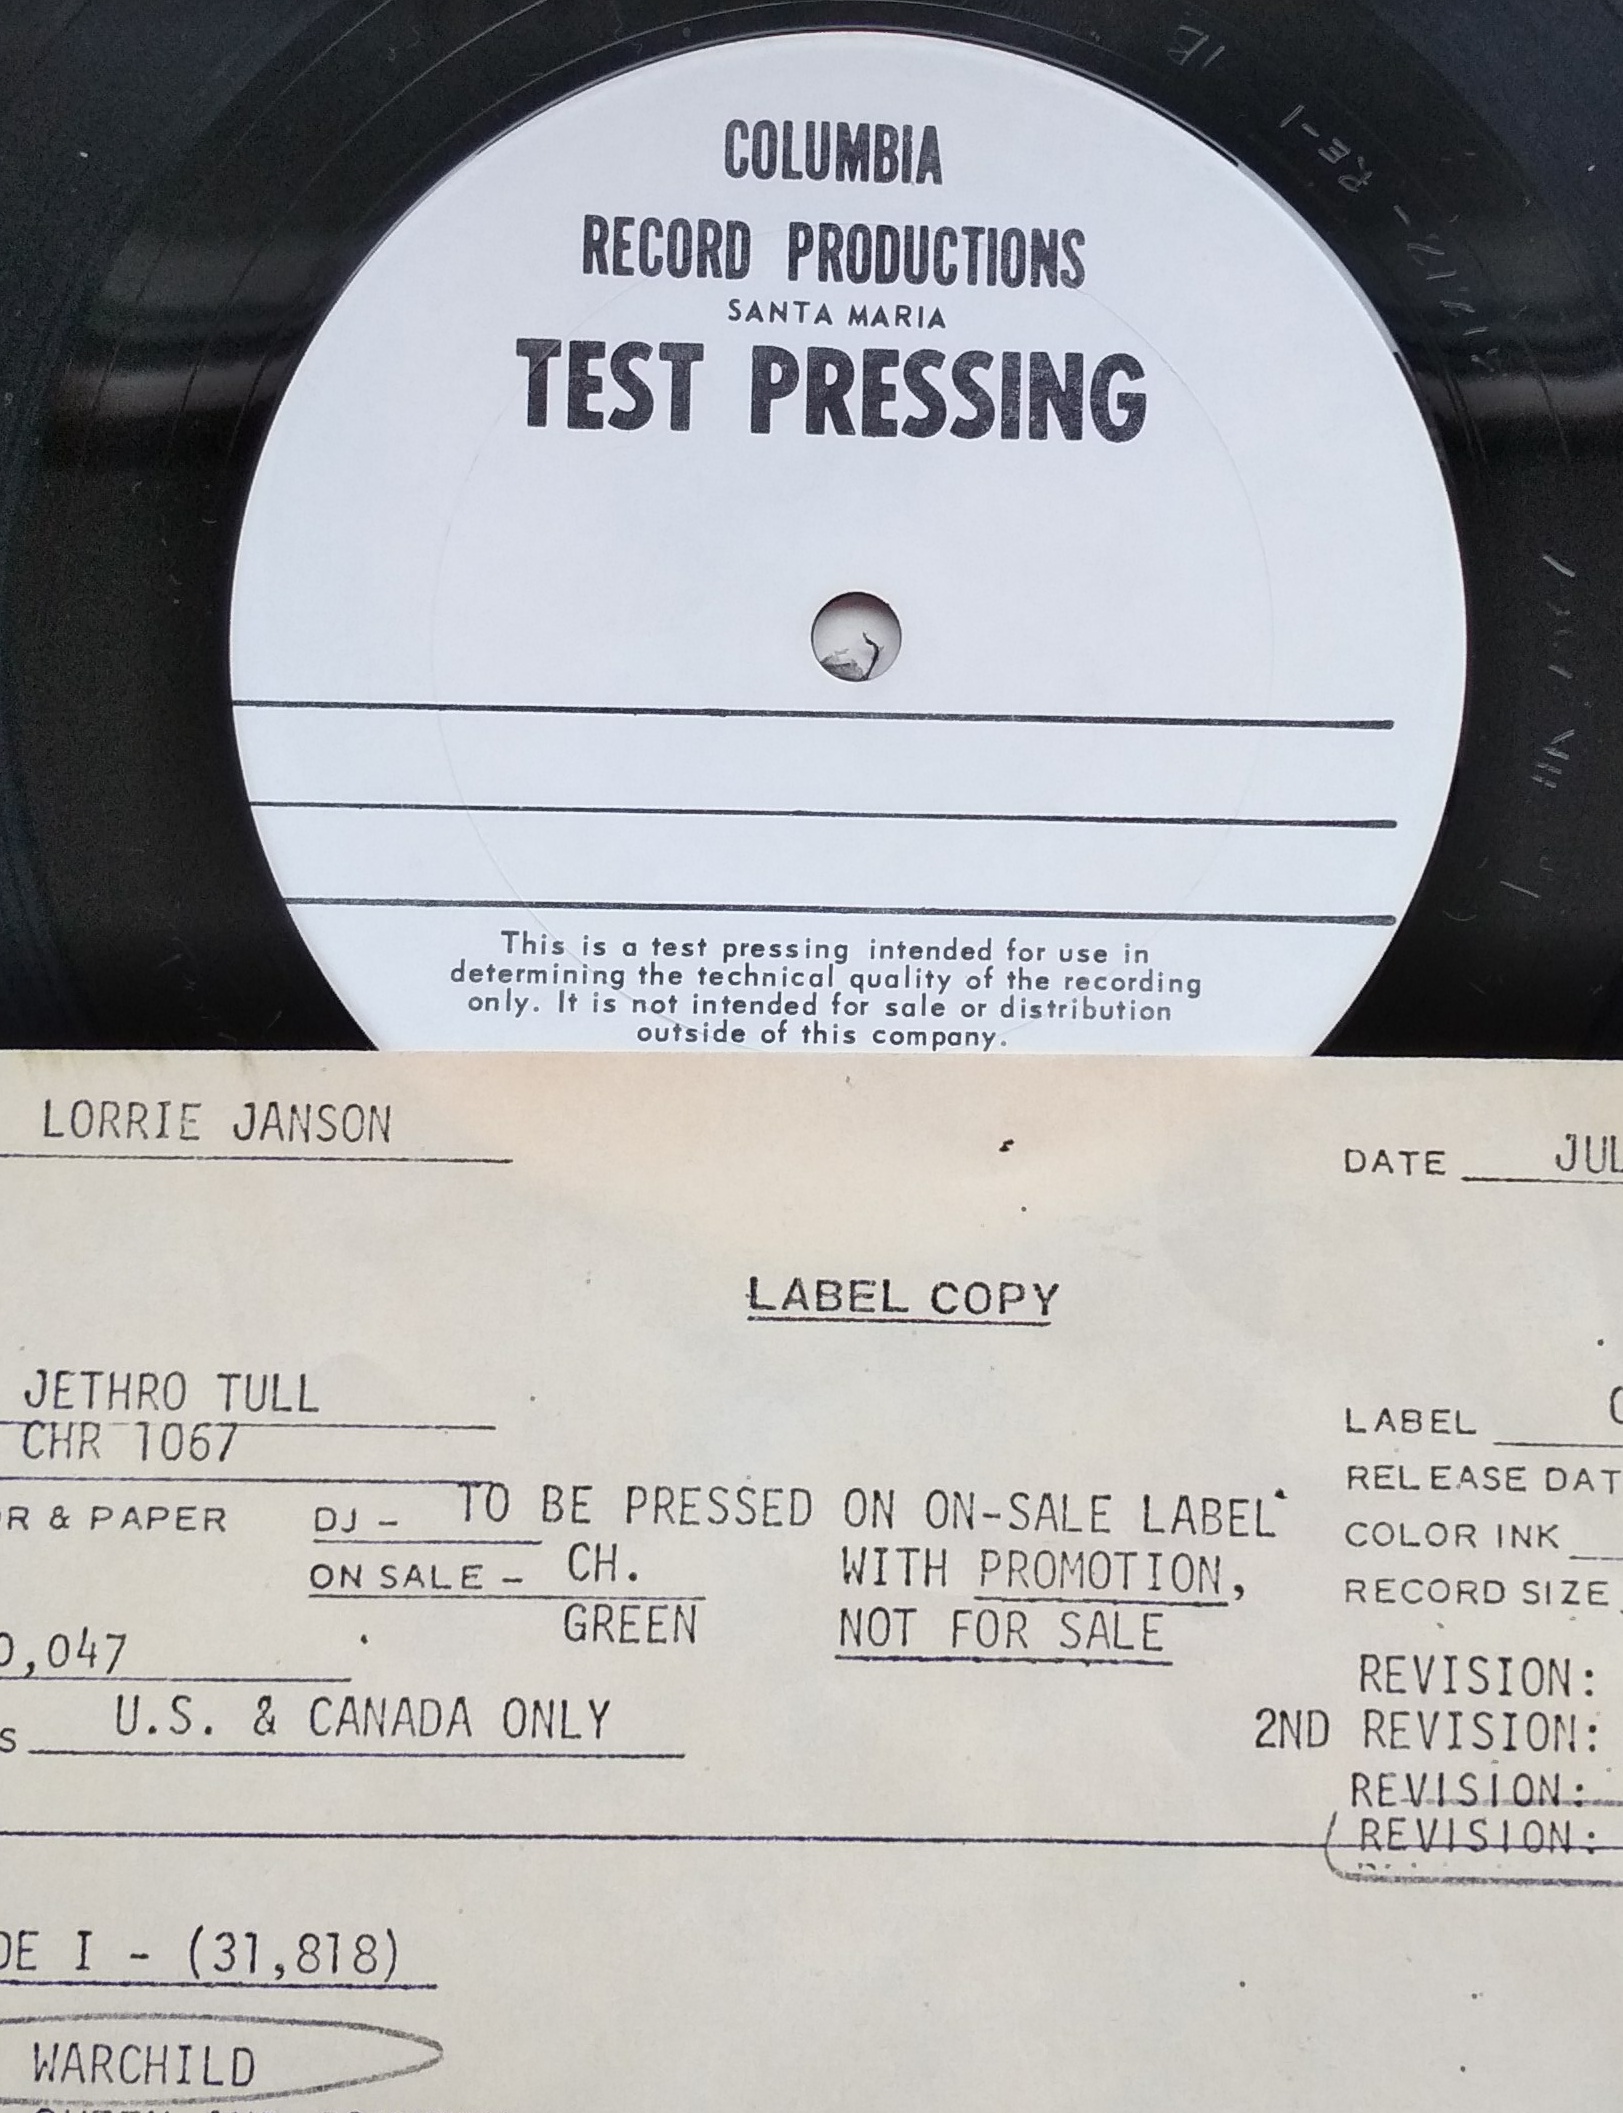 COLUMBIA
RECORD PRODUCTIONS
SANTA MARIA
TEST PRESSING
This is a test pressing intended for use in
determining the technical quality of the recording
only. It is not intended for sale or distribution
outside of this company.
RE-1
LORRIE JANSON
DATE JUL
LABEL COPY
JETHRO TULL
CHR 1067
LABEL
RELEASE DAT
R & PAPER DJ - TO BE PRESSED ON ON-SALE LABEL
COLOR INK
ON SALE - CH. WITH PROMOTION,
RECORD SIZE
GREEN NOT FOR SALE
0,047
REVISION:
S U.S. & CANADA ONLY
2ND REVISION:
REVISION:
REVISION:
DE I - (31,818)
WARCHILD